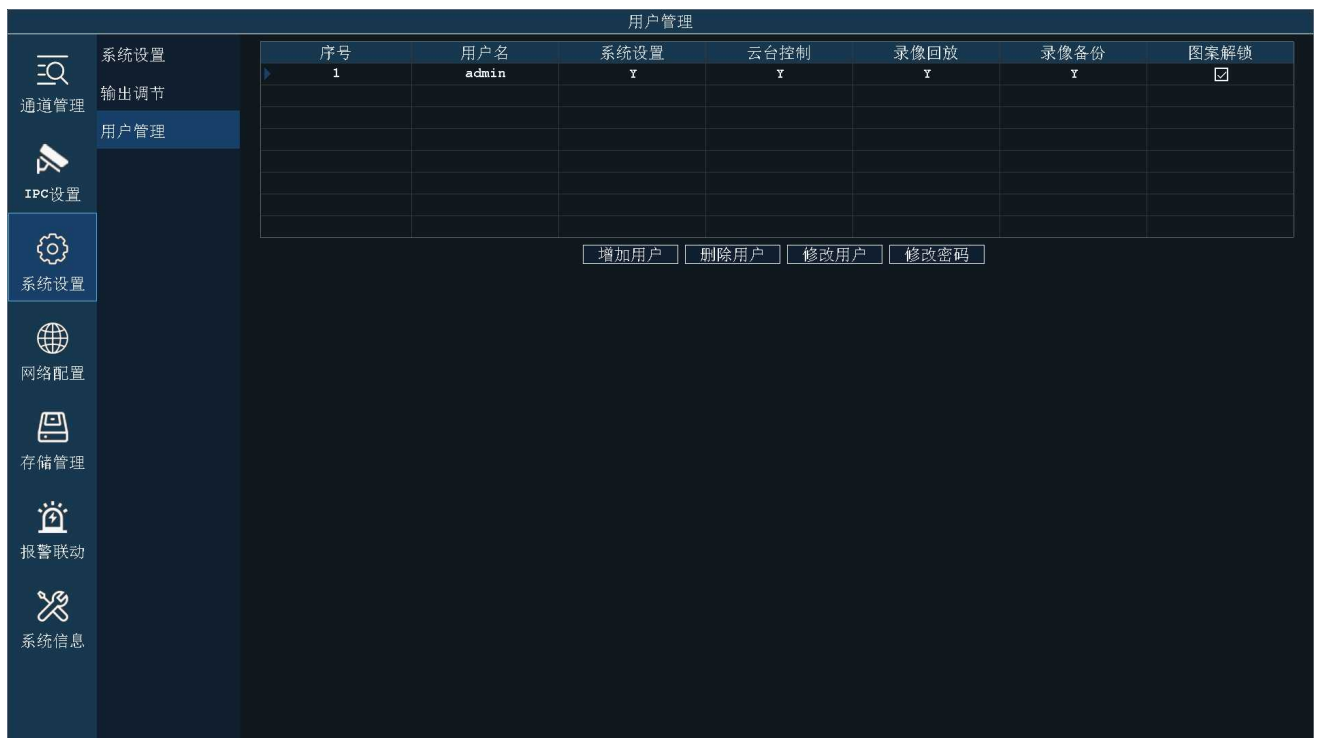 用户管理
通道管理
IPC设置
系统设置
网络配置
存储管理
报警联动
系统信息
系统设置
输出调节
用户管理
序号 用户名 系统设置 云台控制 录像回放 录像备份 图案解锁
1 admin Y Y Y Y
增加用户 删除用户 修改用户 修改密码